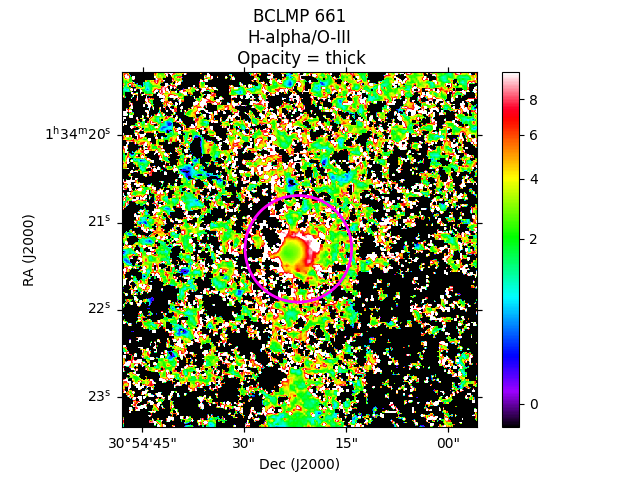 BCLMP 661
H-alpha/O-III
Opacity = thick
1ʰ34ᵐ20ˢ
21ˢ
22ˢ
23ˢ
RA (J2000)
30°54'45"
30"
15"
00"
Dec (J2000)
8
6
4
2
0